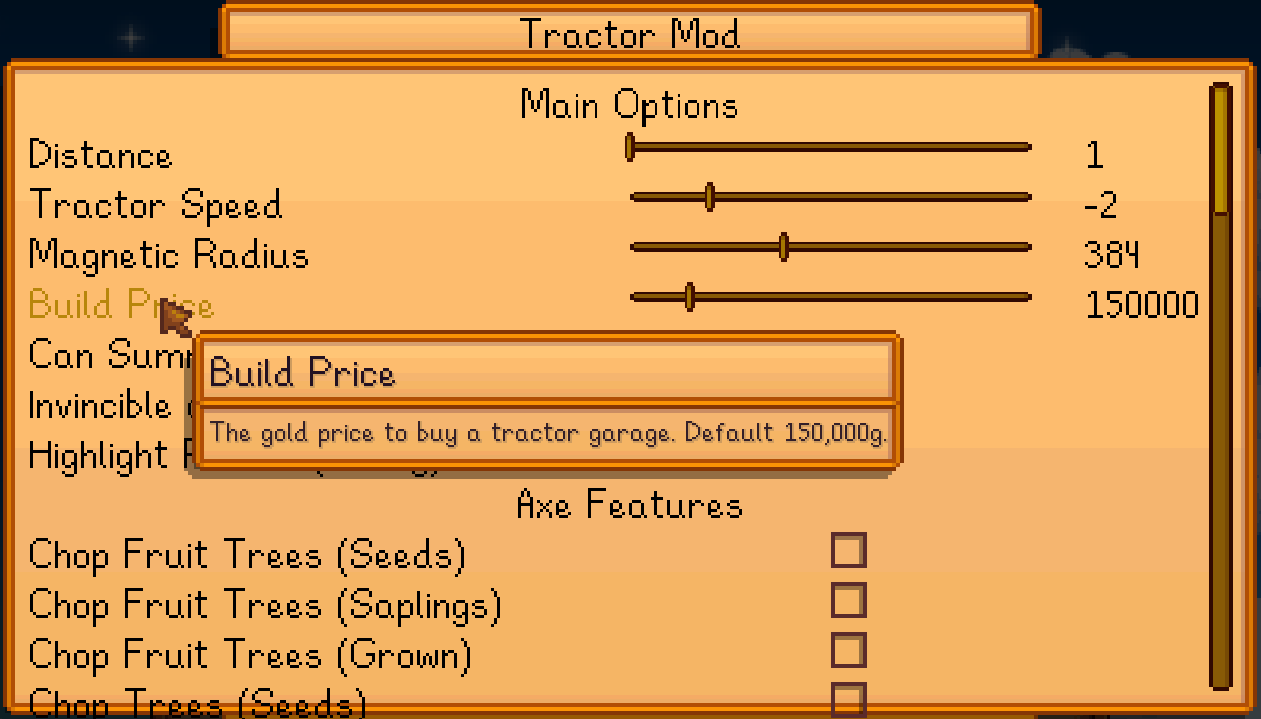 Tractor Mod
Main Options
Distance 1
Tractor Speed -2
Magnetic Radius 384
Build Price 150000
Can
Build Price
Invincible
The gold price to buy a tractor garage. Default 150,000g.
Highlight
Axe Features
Chop Fruit Trees (Seeds)
Chop Fruit Trees (Saplings)
Chop Fruit Trees (Grown)
Chop Trees (Seeds)